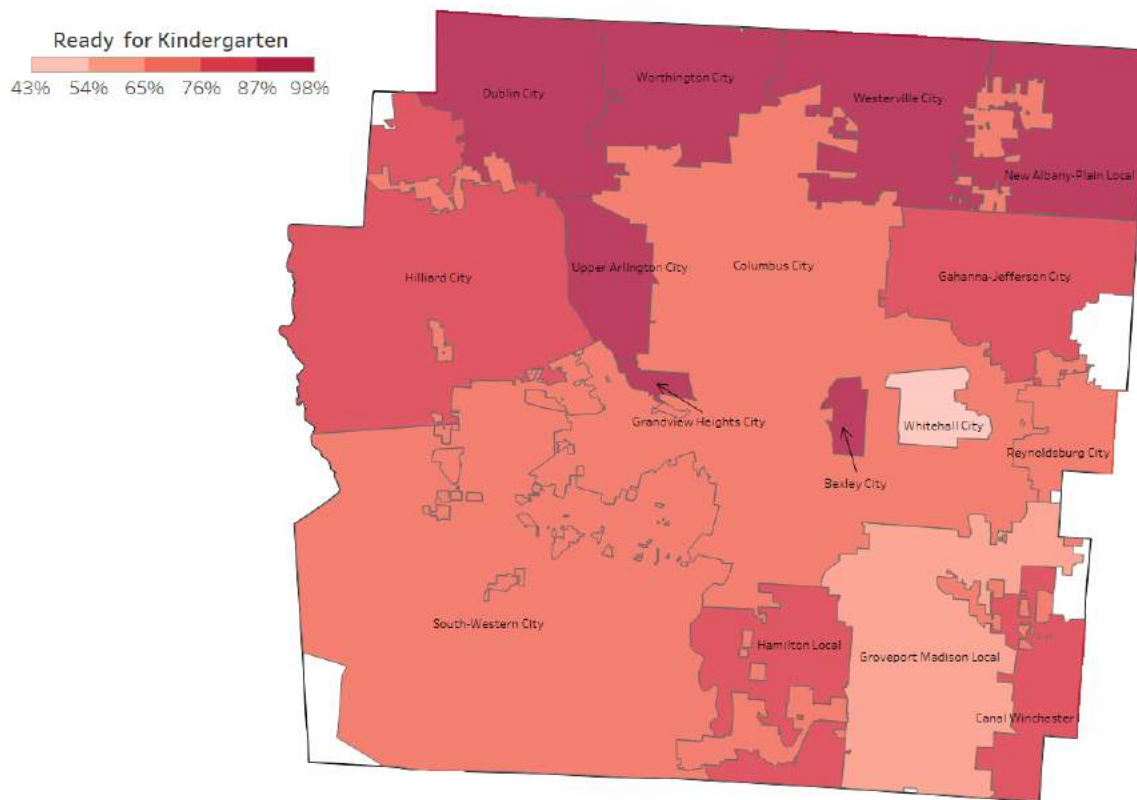 Ready for Kindergarten
43% 54% 65% 76% 87% 98%
Worthington City
Dublin City
Westerville City
New Albany-Plain Local
Upper Arlington City
Columbus City
Hilliard City
Gahanna-Jefferson City
Grandview Heights City
Whitehall City
Reynoldsburg City
Bexley City
South-Western City
Hamilton Local
Groveport Madison Local
Canal Winchester